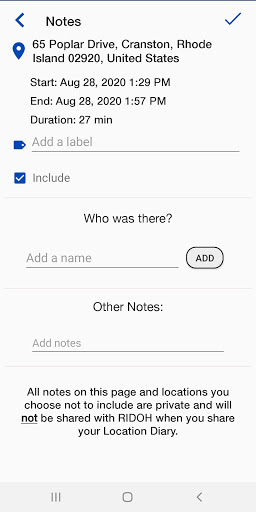 Notes
65 Poplar Drive, Cranston, Rhode
Island 02920, United States
Start: Aug 28, 2020 1:29 PM
End: Aug 28, 2020 1:57 PM
Duration: 27 min
Add a label
Include
Who was there?
Add a name
ADD
Other Notes:
Add notes
All notes on this page and locations you
choose not to include are private and will
not be shared with RIDOH when you share
your Location Diary.